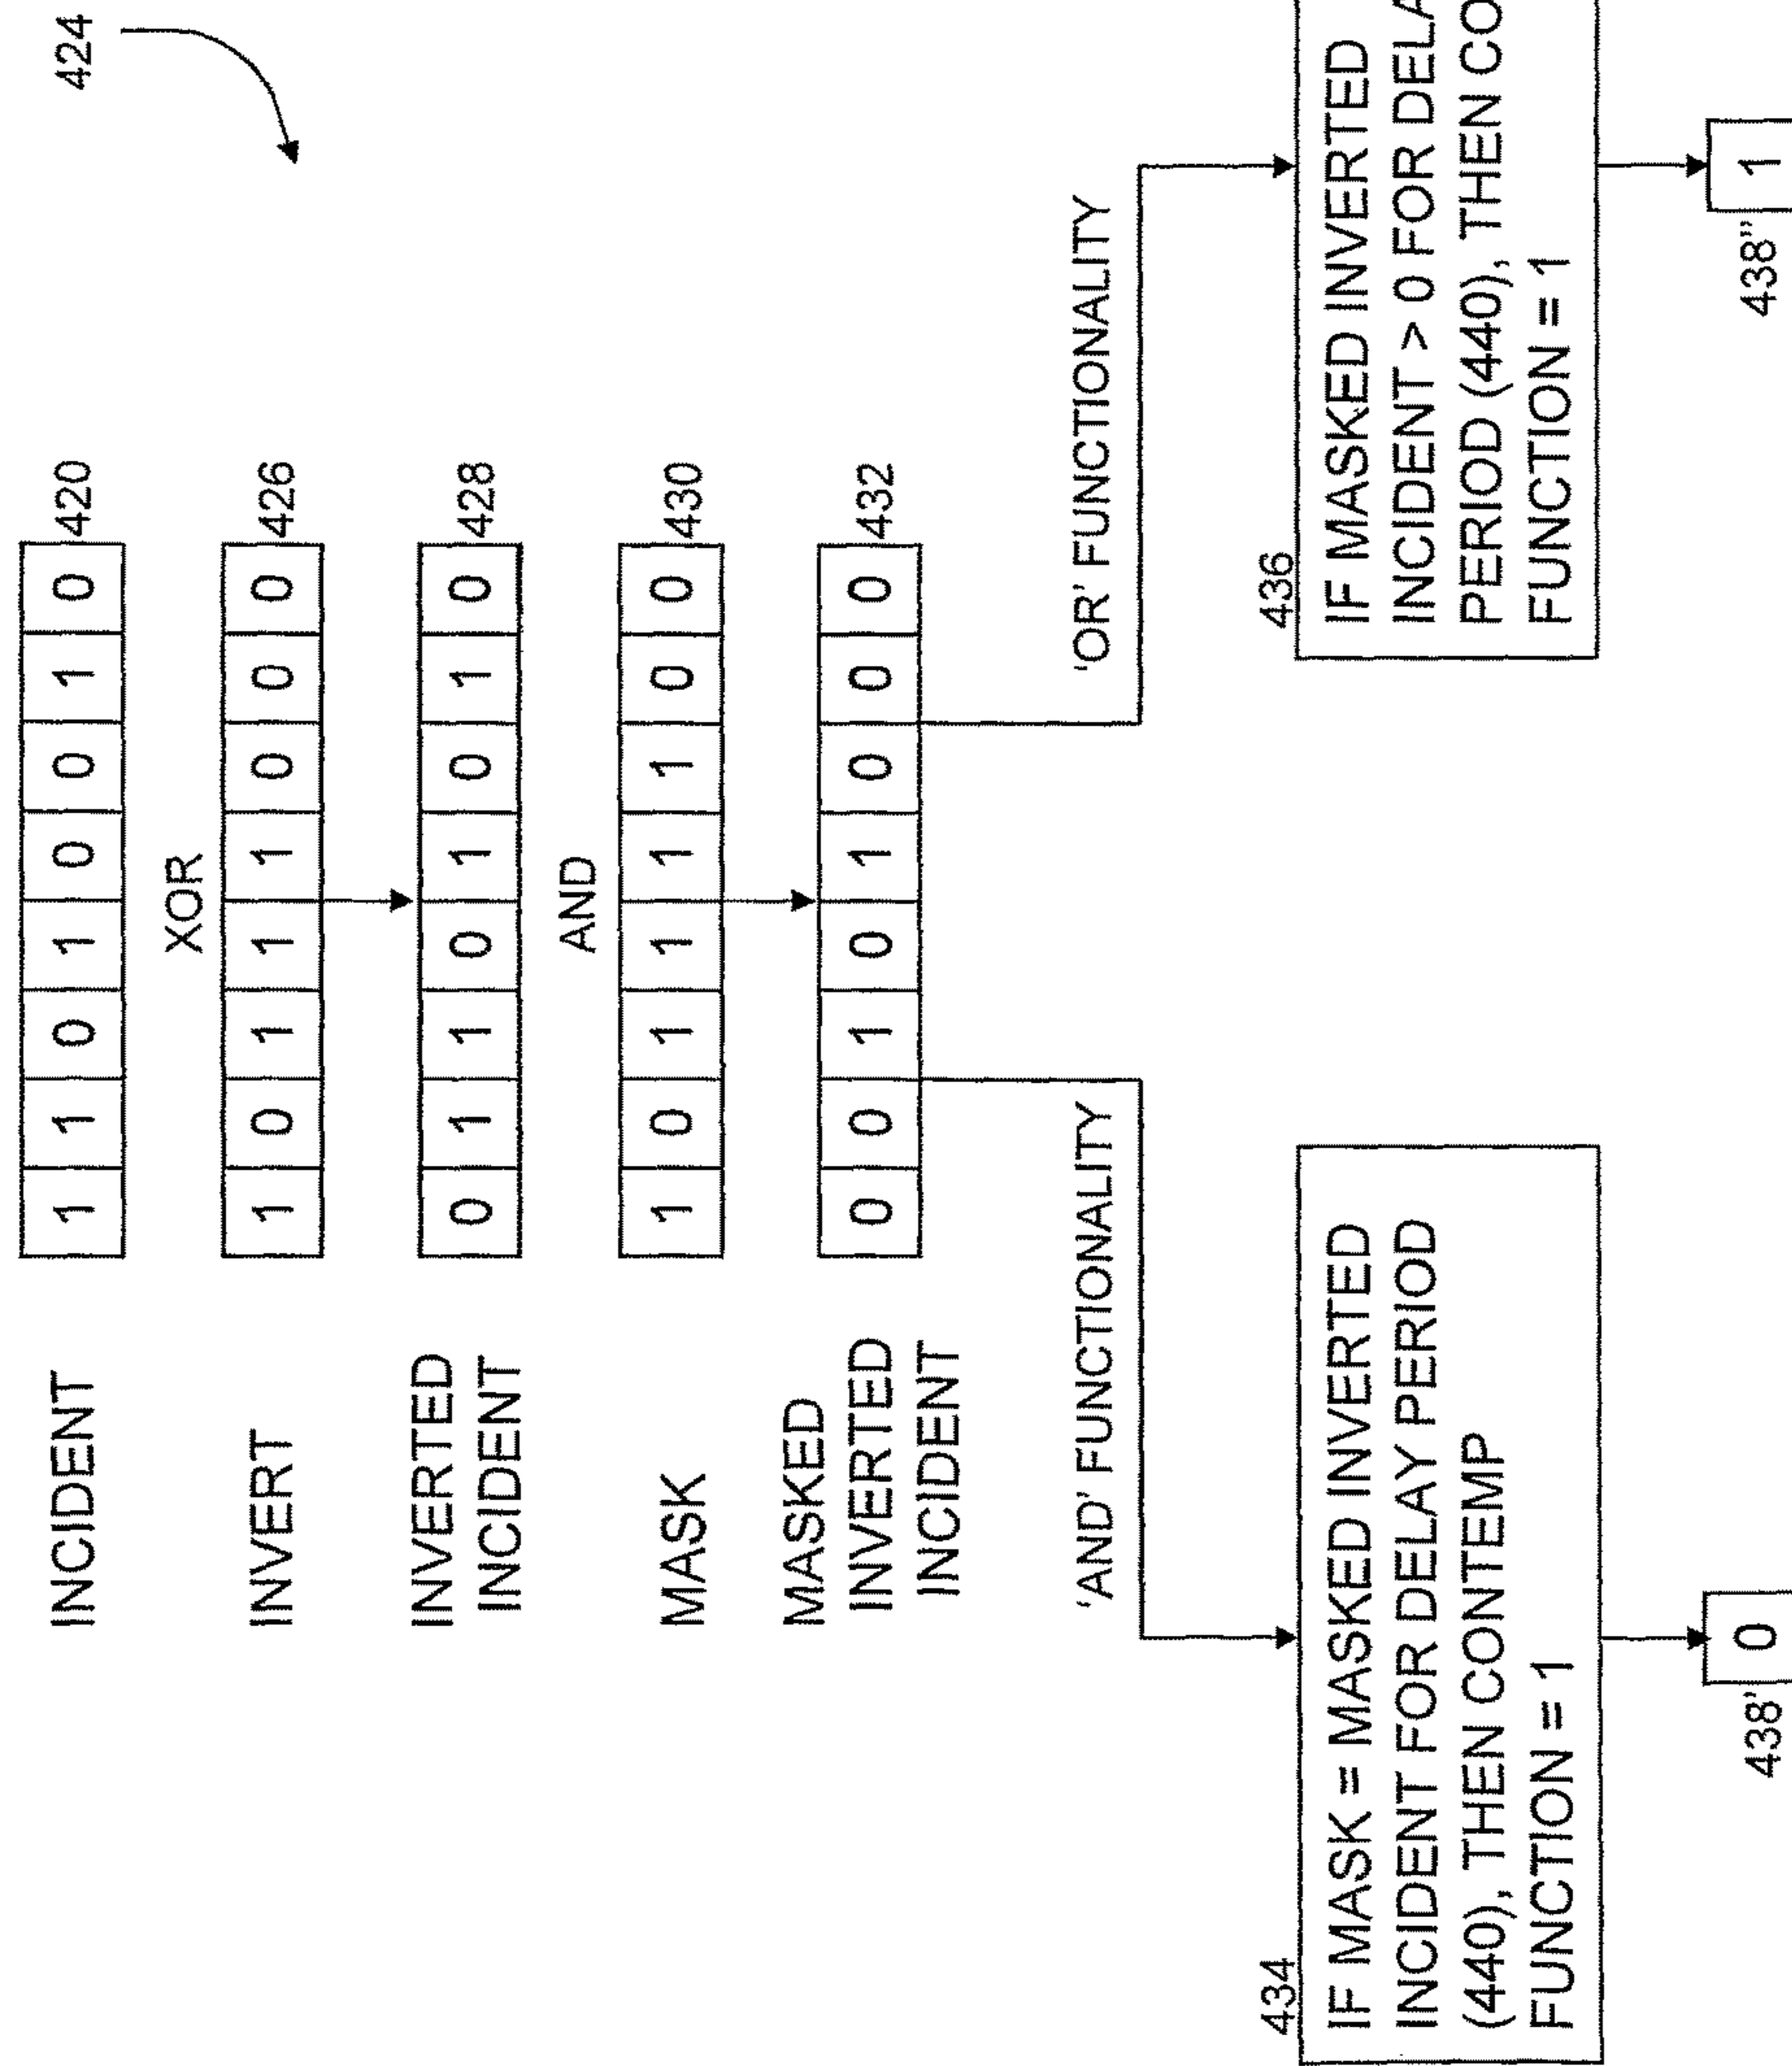 424
INCIDENT 1 1 0 1 0 0 1 0 420
XOR
INVERT 1 0 1 1 1 0 0 0 426
INVERTED
INCIDENT
0 1 1 0 1 0 1 0 428
AND
MASK 1 0 1 1 1 1 0 0 430
MASKED
INVERTED
INCIDENT
0 0 1 0 1 0 0 0 432
'AND' FUNCTIONALITY
'OR' FUNCTIONALITY
434
IF MASK = MASKED INVERTED
INCIDENT FOR DELAY PERIOD
(440), THEN CONTEMP
FUNCTION = 1
438' 0
436
IF MASKED INVERTED
INCIDENT > 0 FOR DELA
PERIOD (440), THEN CO
FUNCTION = 1
438" 1